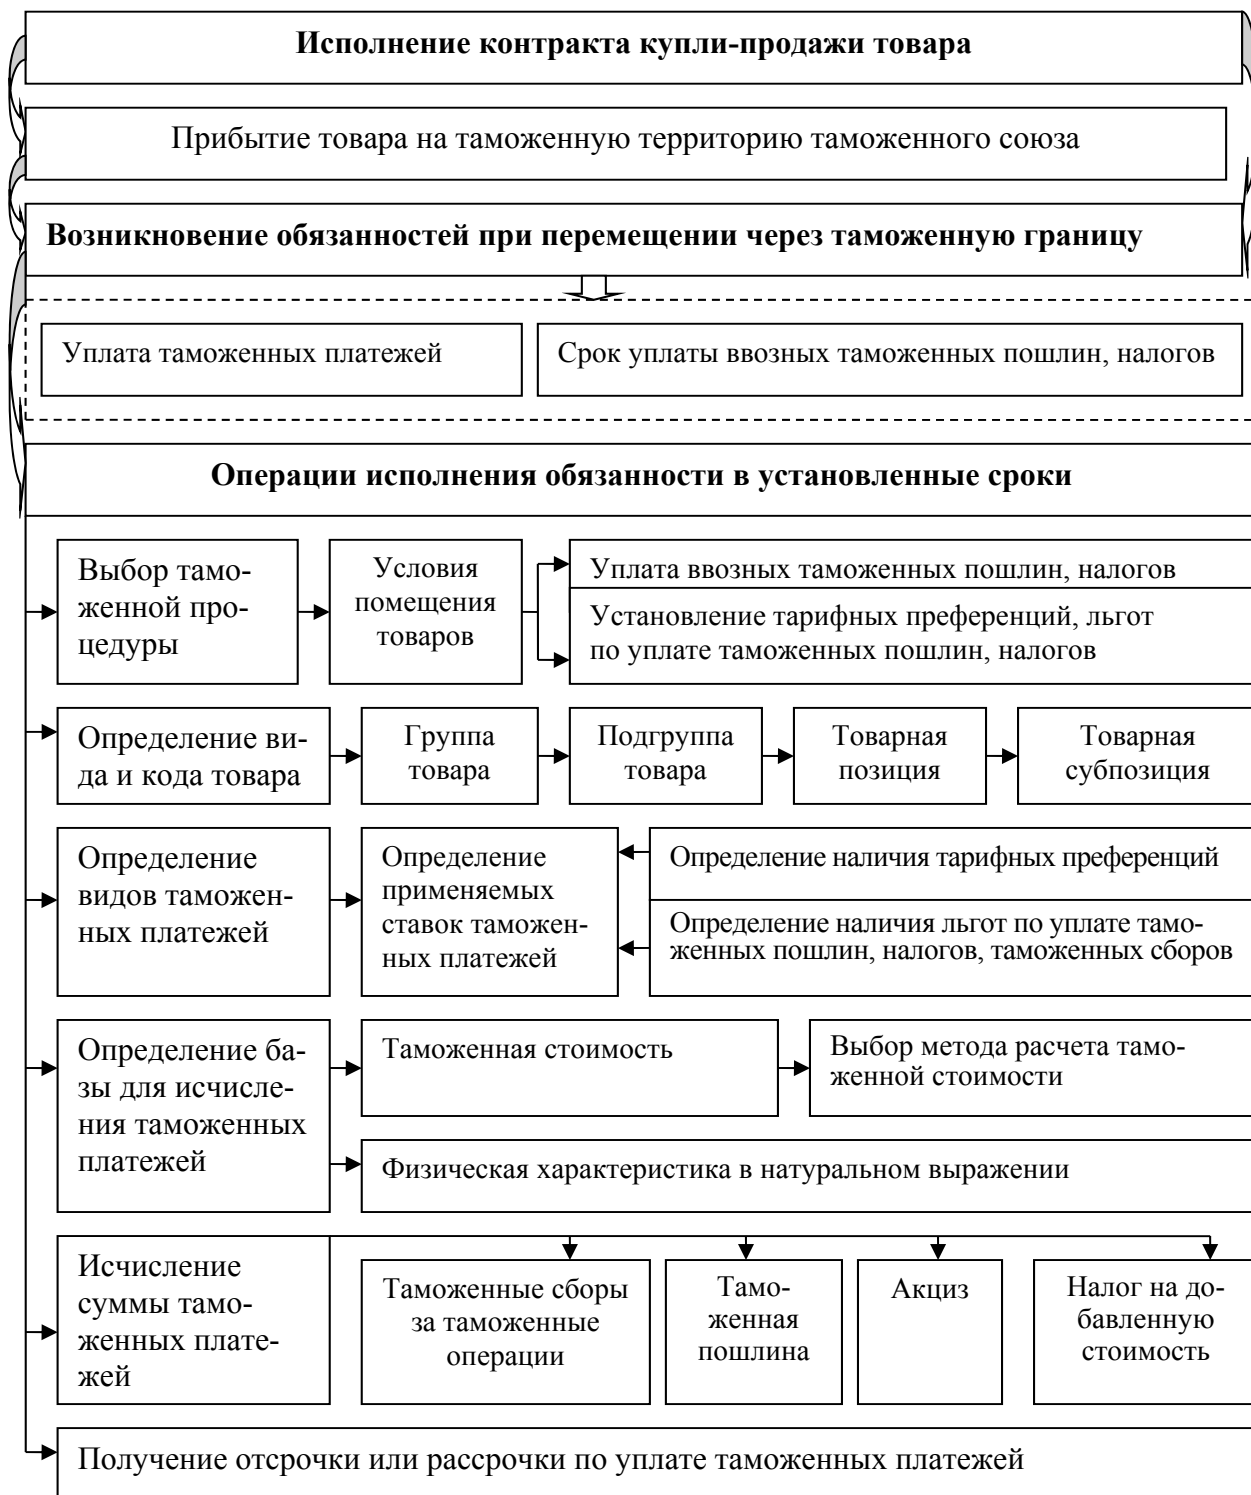 Исполнение контракта купли-продажи товара
Прибытие товара на таможенную территорию таможенного союза
Возникновение обязанностей при перемещении через таможенную границу
Уплата таможенных платежей
Срок уплаты ввозных таможенных пошлин, налогов
Операции исполнения обязанности в установленные сроки
Выбор тамо-
женной про-
цедуры
Условия
помещения
товаров
Уплата ввозных таможенных пошлин, налогов
Установление тарифных преференций, льгот
по уплате таможенных пошлин, налогов
Определение ви-
да и кода товара
Группа
товара
Подгруппа
товара
Товарная
позиция
Товарная
субпозиция
Определение
видов таможен-
ных платежей
Определение
применяемых
ставок таможен-
ных платежей
Определение наличия тарифных преференций
Определение наличия льгот по уплате тамо-
женных пошлин, налогов, таможенных сборов
Определение ба-
зы для исчисле-
ния таможенных
платежей
Таможенная стоимость
Выбор метода расчета тамо-
женной стоимости
Физическая характеристика в натуральном выражении
Исчисление
суммы тамо-
женных плате-
жей
Таможенные сборы
за таможенные
операции
Тамо-
женная
пошлина
Акциз
Налог на до-
бавленную
стоимость
Получение отсрочки или рассрочки по уплате таможенных платежей